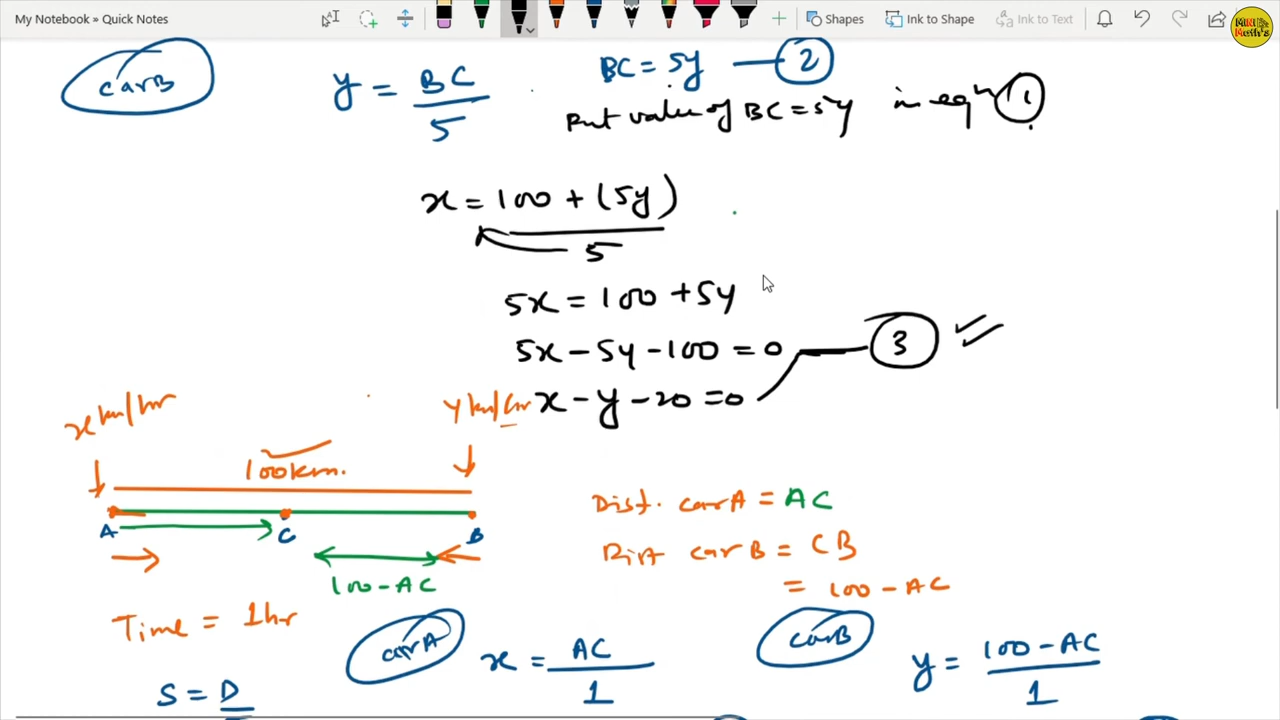 My Notebook » Quick Notes
Shapes
Ink to Shape
Ink to Text
MINI Math's
car B
y = BC / 5
BC = 5y — 2
Put value of BC = 5y in eqn 1
x = 100 + (5y) / 5
5x = 100 + 5y
5x - 5y - 100 = 0 — 3
x - y - 20 = 0
x km/hr
y km/hr
100 km.
A C B
100 - AC
Time = 1 hr
Dist. car A = AC
Dist car B = CB
= 100 - AC
car A
x = AC / 1
car B
y = 100 - AC / 1
S = D